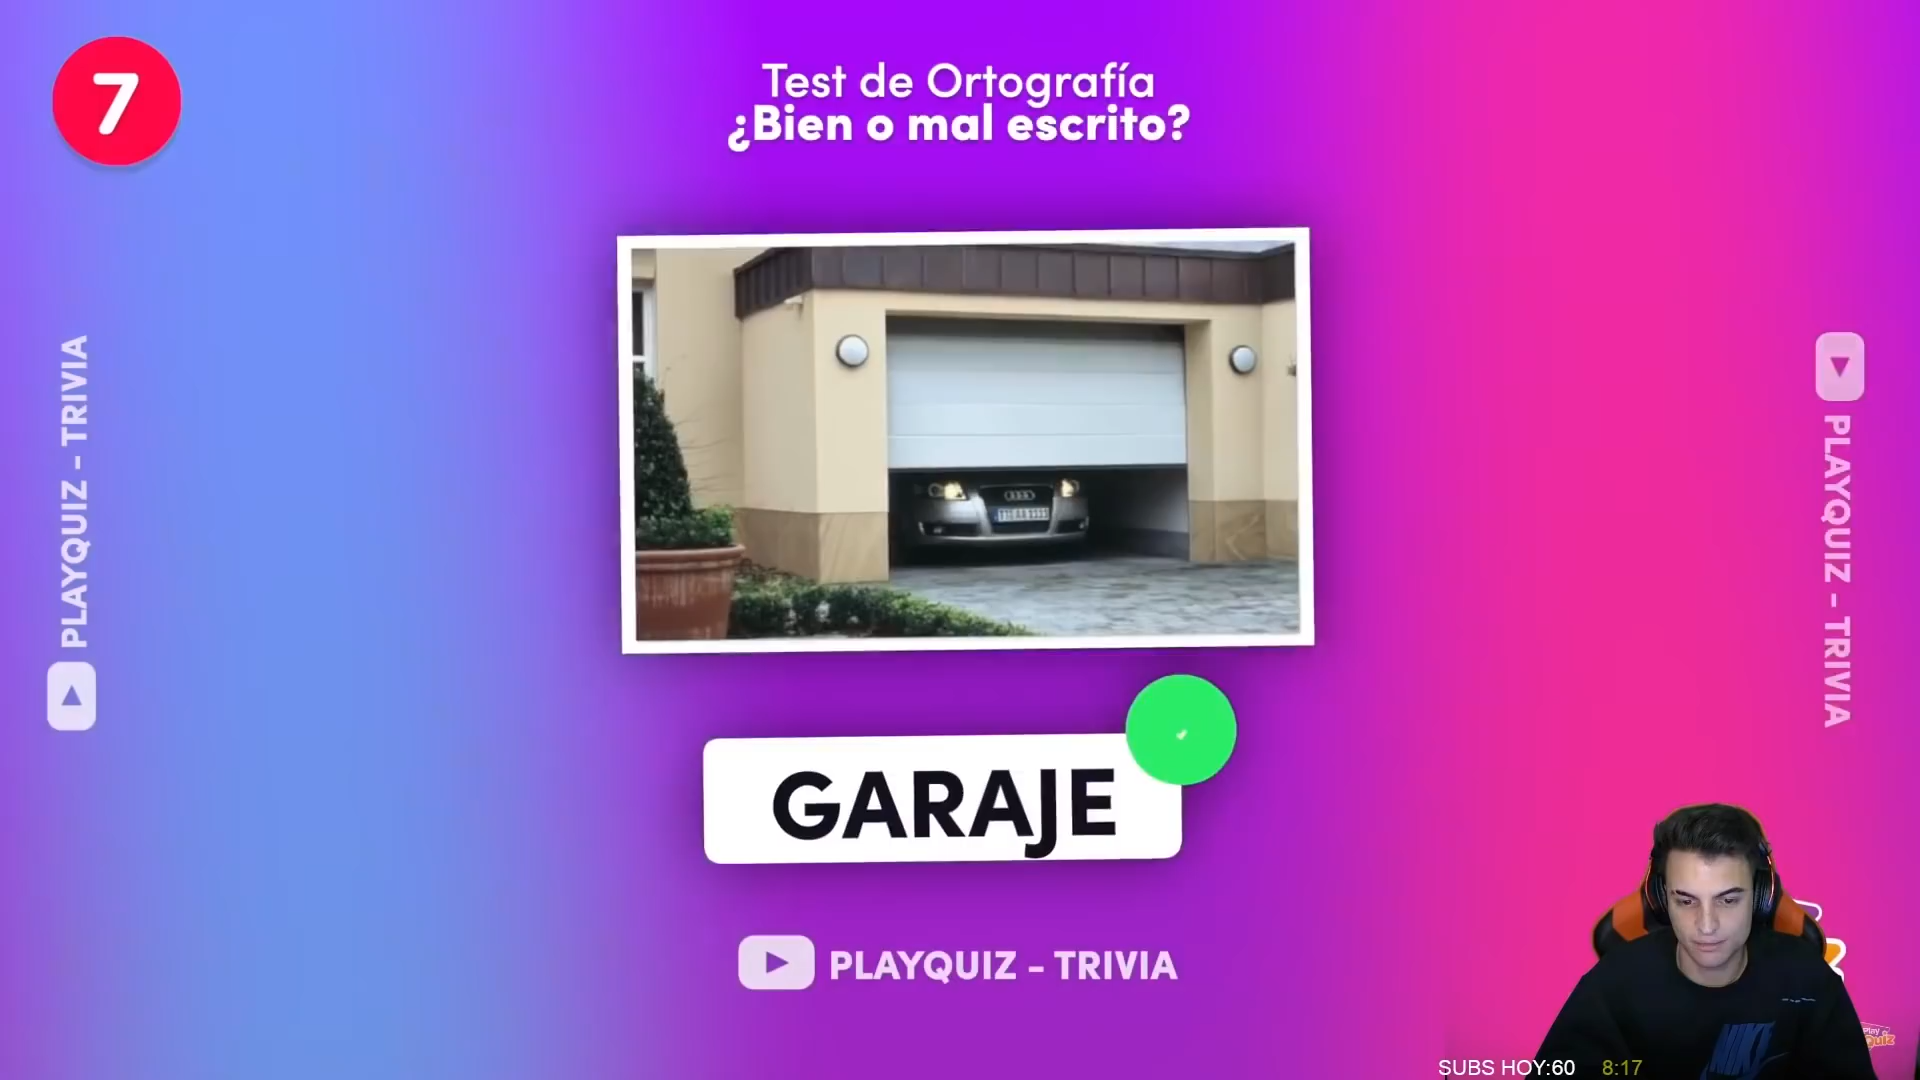 7
Test de Ortografía
¿Bien o mal escrito?
PLAYQUIZ - TRIVIA
PLAYQUIZ - TRIVIA
GARAJE
PLAYQUIZ - TRIVIA
SUBS HOY:60 8:17